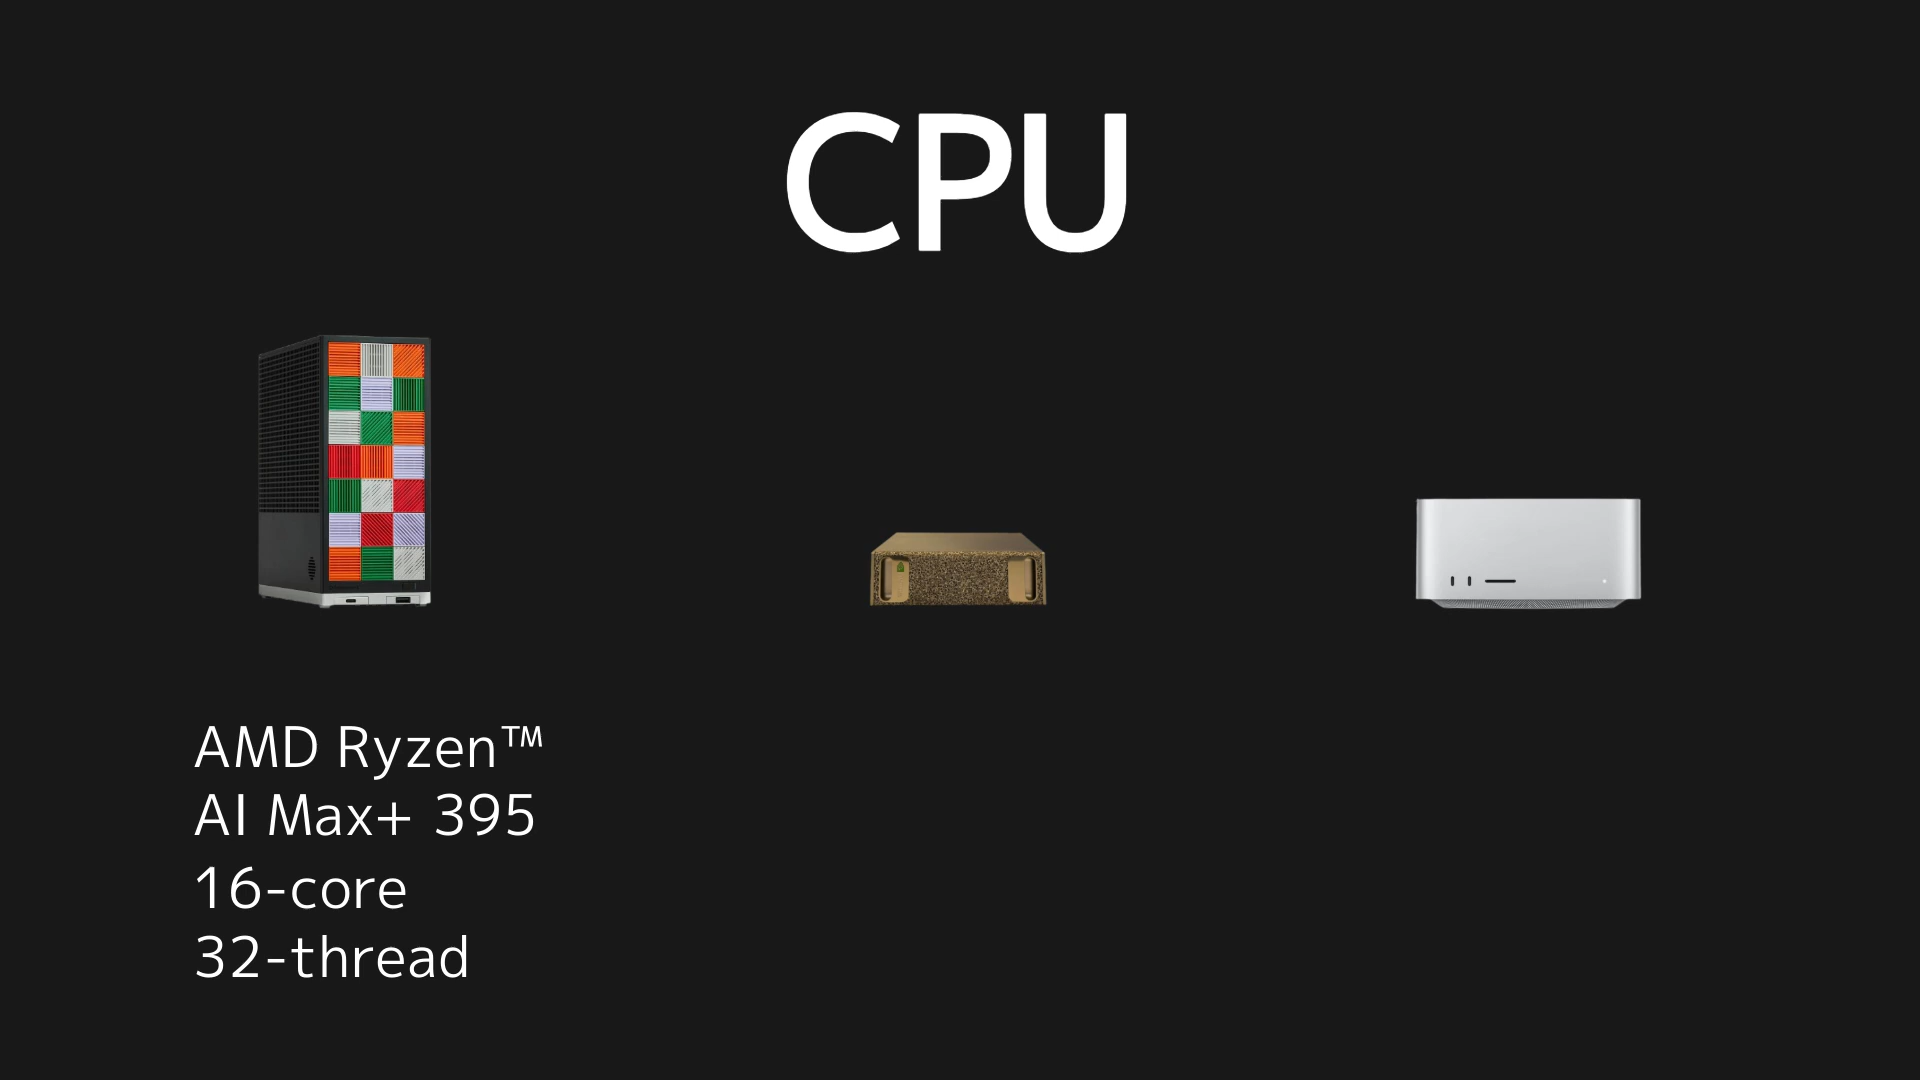 CPU
AMD Ryzen™
AI Max+ 395
16-core
32-thread